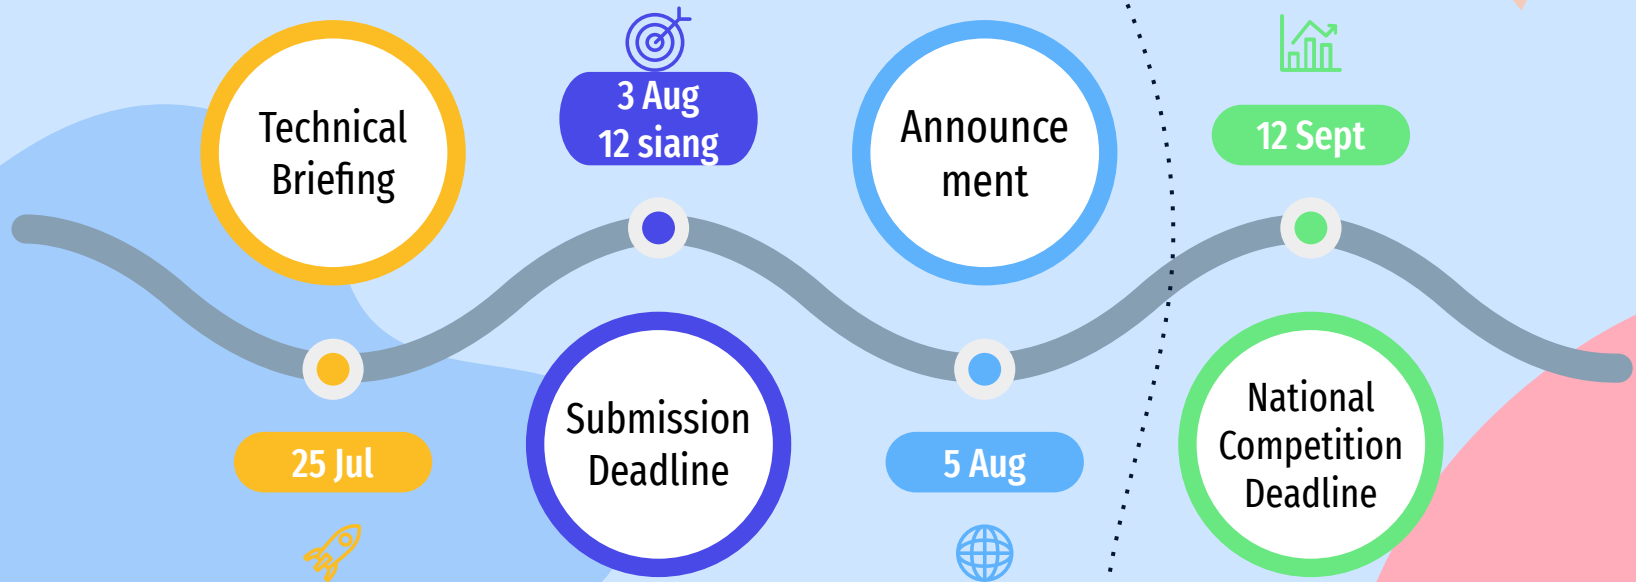 Technical
Briefing
25 Jul
3 Aug
12 siang
Submission
Deadline
Announce
ment
5 Aug
12 Sept
National
Competition
Deadline